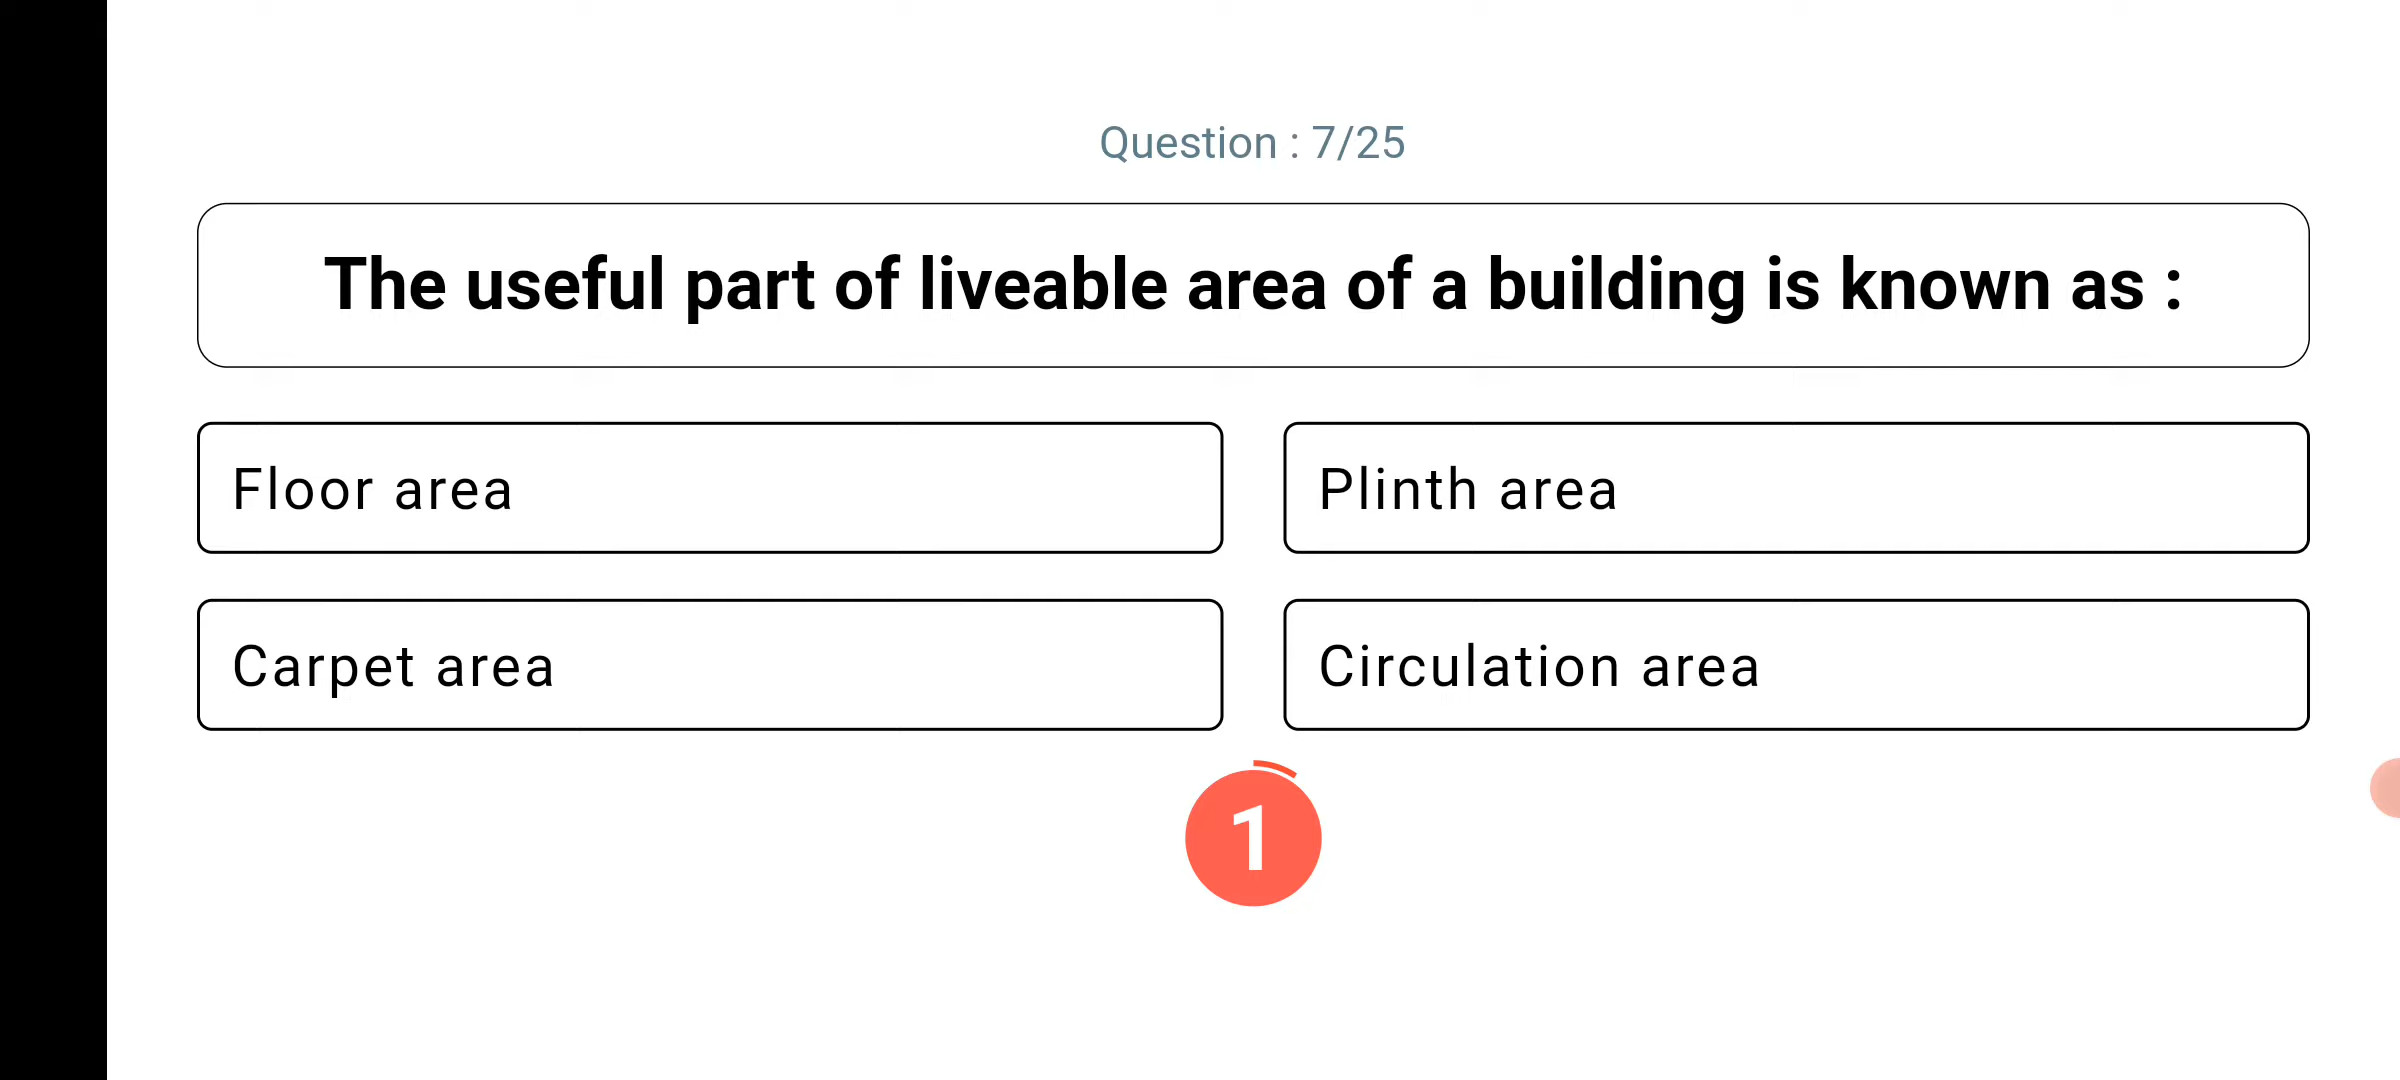 Question : 7/25
The useful part of liveable area of a building is known as :
Floor area
Plinth area
Carpet area
Circulation area
1